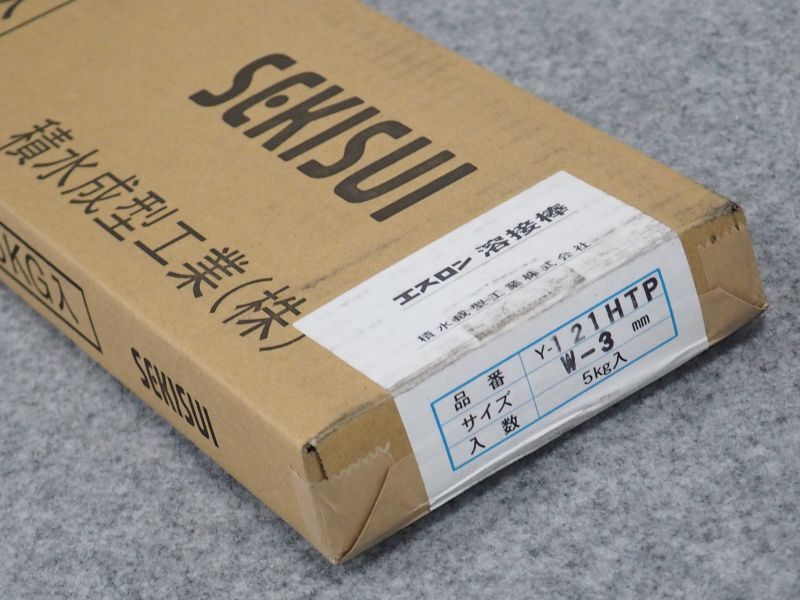 SEKISUI
積水成型工業(株)
5KG入
SEKISUI
エスロン 溶接棒
積水成型工業株式会社
品番 Y-121HTP
サイズ W-3 mm
入数 5kg入